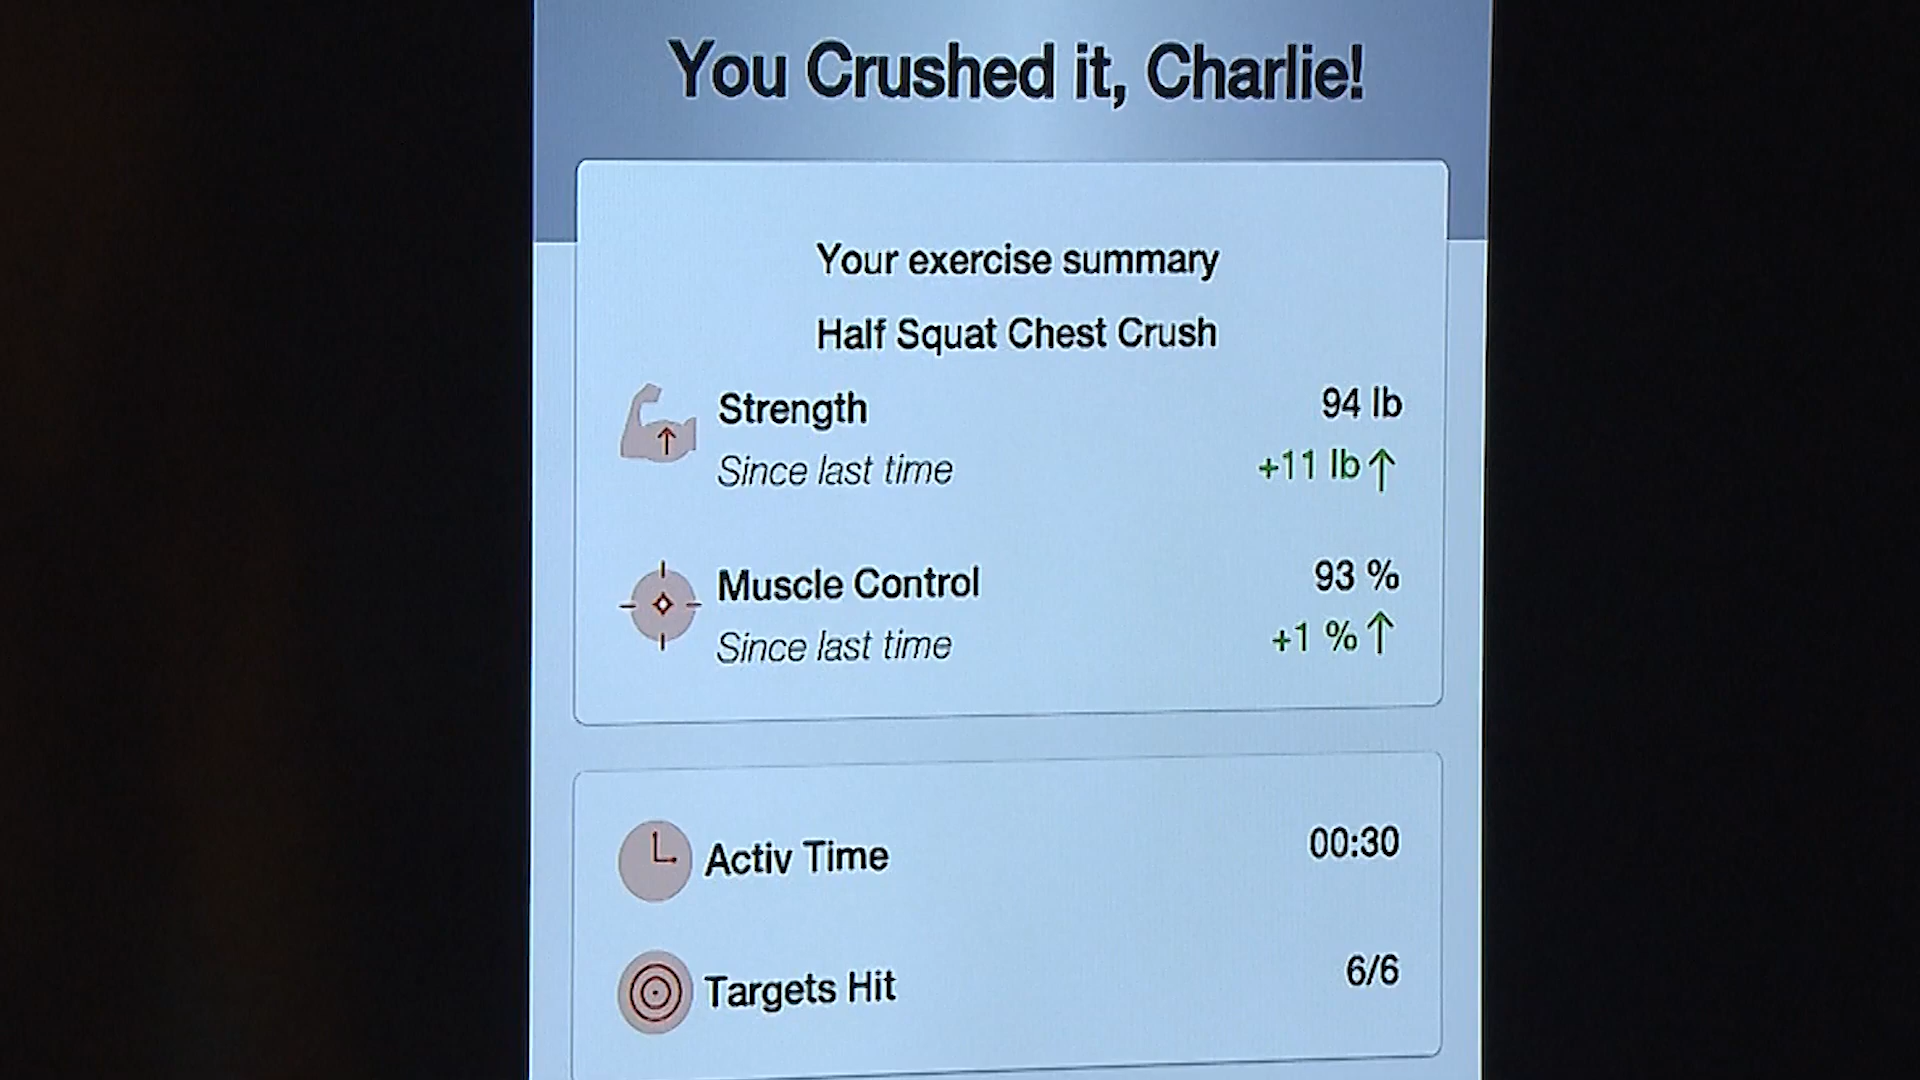 You Crushed it, Charlie!
Your exercise summary
Half Squat Chest Crush
Strength 94 lb
Since last time +11 lb↑
Muscle Control 93 %
Since last time +1 %↑
Activ Time 00:30
Targets Hit 6/6